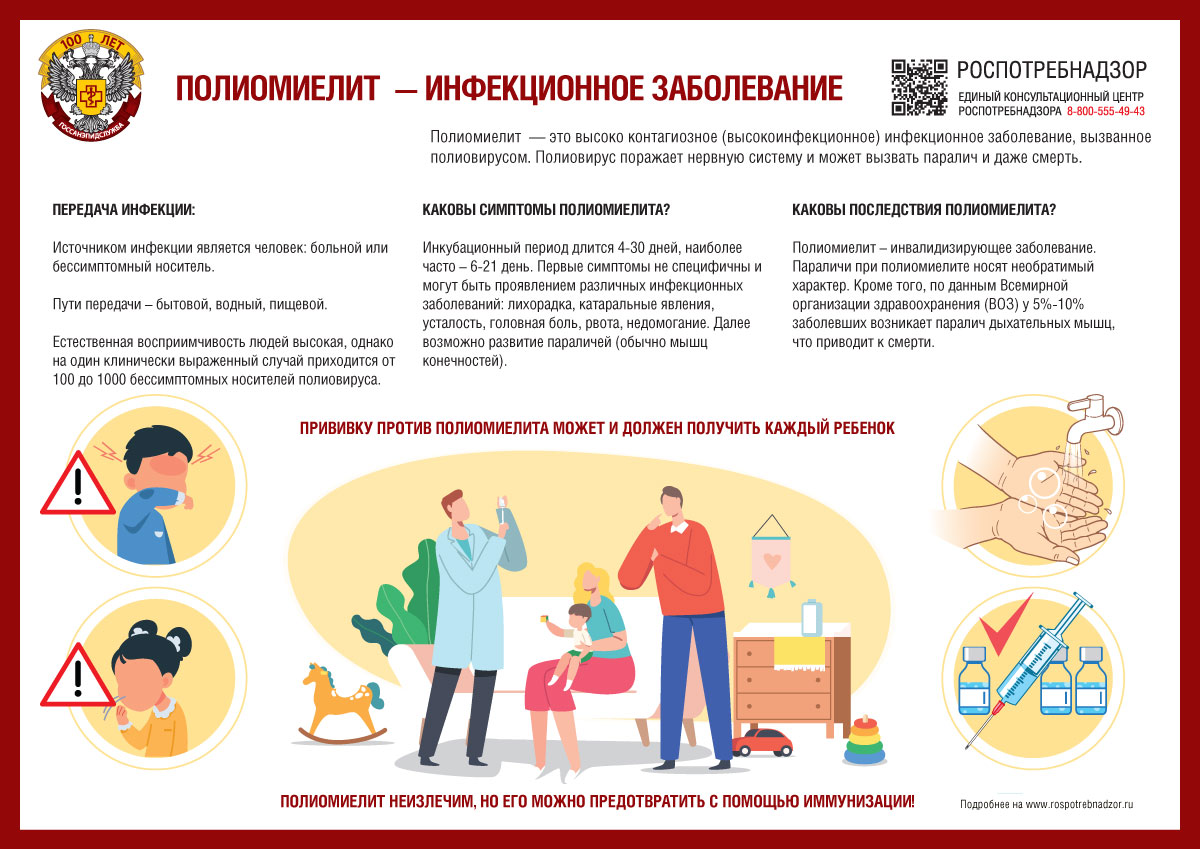 100 ЛЕТ
ГОССАНЭПИДСЛУЖБА
ПОЛИОМИЕЛИТ — ИНФЕКЦИОННОЕ ЗАБОЛЕВАНИЕ
РОСПОТРЕБНАДЗОР
ЕДИНЫЙ КОНСУЛЬТАЦИОННЫЙ ЦЕНТР
РОСПОТРЕБНАДЗОРА 8-800-555-49-43
Полиомиелит — это высоко контагиозное (высокоинфекционное) инфекционное заболевание, вызванное
полиовирусом. Полиовирус поражает нервную систему и может вызвать паралич и даже смерть.
ПЕРЕДАЧА ИНФЕКЦИИ:
Источником инфекции является человек: больной или
бессимптомный носитель.
Пути передачи – бытовой, водный, пищевой.
Естественная восприимчивость людей высокая, однако
на один клинически выраженный случай приходится от
100 до 1000 бессимптомных носителей полиовируса.
КАКОВЫ СИМПТОМЫ ПОЛИОМИЕЛИТА?
Инкубационный период длится 4-30 дней, наиболее
часто – 6-21 день. Первые симптомы не специфичны и
могут быть проявлением различных инфекционных
заболеваний: лихорадка, катаральные явления,
усталость, головная боль, рвота, недомогание. Далее
возможно развитие параличей (обычно мышц
конечностей).
КАКОВЫ ПОСЛЕДСТВИЯ ПОЛИОМИЕЛИТА?
Полиомиелит – инвалидизирующее заболевание.
Параличи при полиомиелите носят необратимый
характер. Кроме того, по данным Всемирной
организации здравоохранения (ВОЗ) у 5%-10%
заболевших возникает паралич дыхательных мышц,
что приводит к смерти.
ПРИВИВКУ ПРОТИВ ПОЛИОМИЕЛИТА МОЖЕТ И ДОЛЖЕН ПОЛУЧИТЬ КАЖДЫЙ РЕБЕНОК
ПОЛИОМИЕЛИТ НЕИЗЛЕЧИМ, НО ЕГО МОЖНО ПРЕДОТВРАТИТЬ С ПОМОЩЬЮ ИММУНИЗАЦИИ!
Подробнее на www.rospotrebnadzor.ru